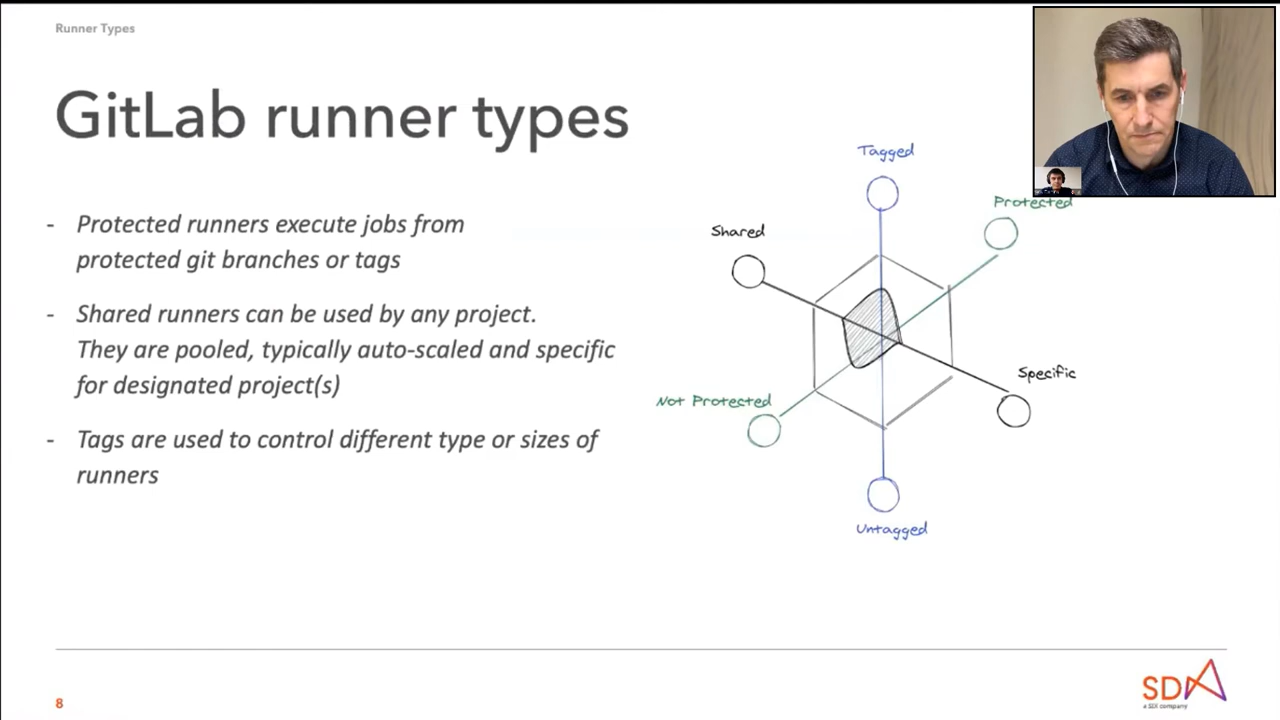 Runner Types
GitLab runner types
- Protected runners execute jobs from
protected git branches or tags
- Shared runners can be used by any project.
They are pooled, typically auto-scaled and specific
for designated project(s)
- Tags are used to control different type or sizes of
runners
Tagged
Protected
Shared
Specific
Not Protected
Untagged
8
SDX
a SIX company